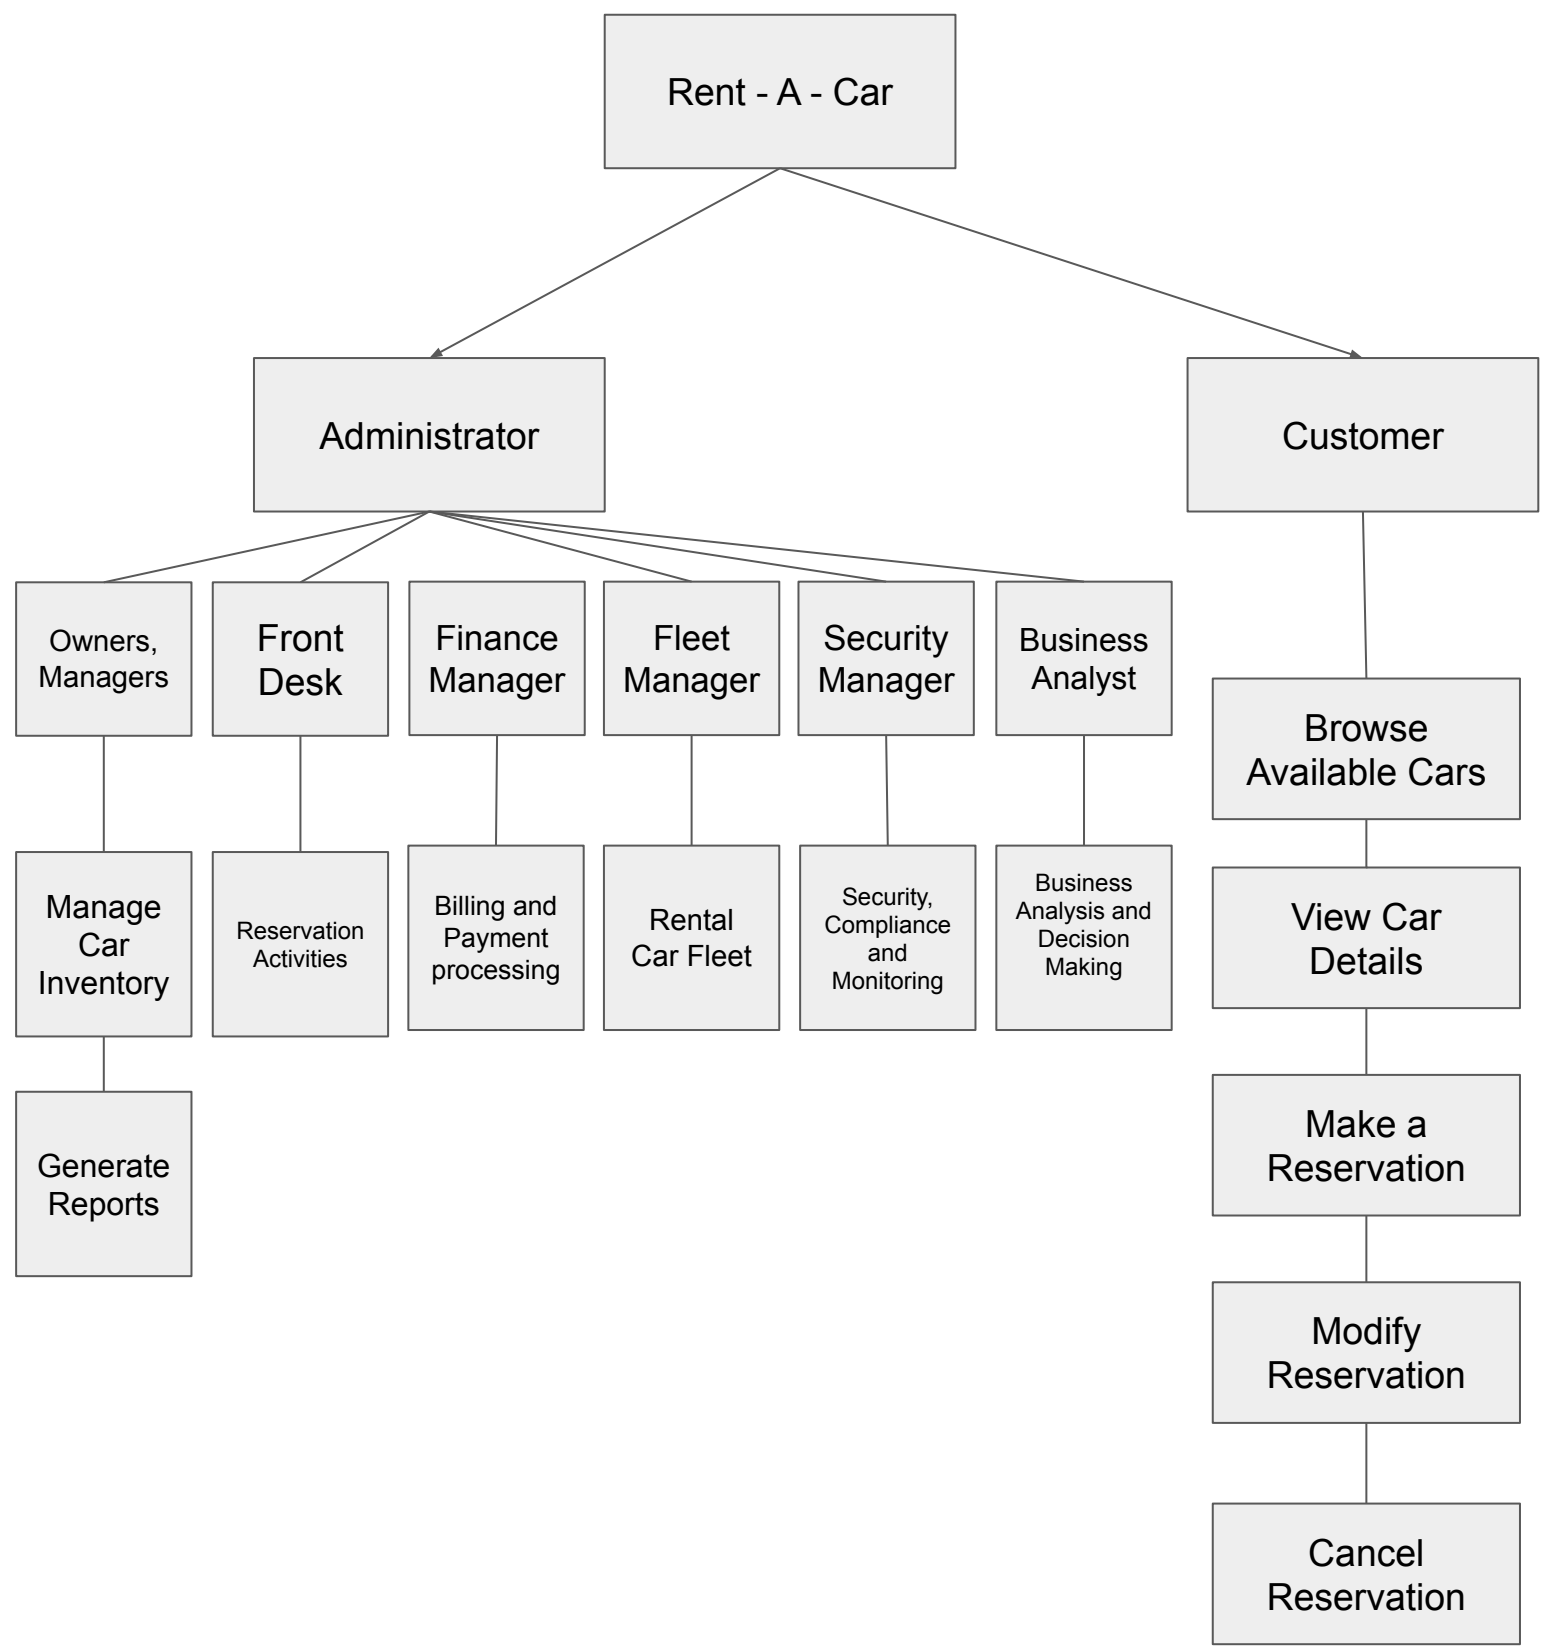 Rent - A - Car
Administrator
Customer
Owners,
Managers
Front
Desk
Finance
Manager
Fleet
Manager
Security
Manager
Business
Analyst
Browse
Available Cars
Manage
Car
Inventory
Reservation
Activities
Billing and
Payment
processing
Rental
Car Fleet
Security,
Compliance
and
Monitoring
Business
Analysis and
Decision
Making
View Car
Details
Generate
Reports
Make a
Reservation
Modify
Reservation
Cancel
Reservation